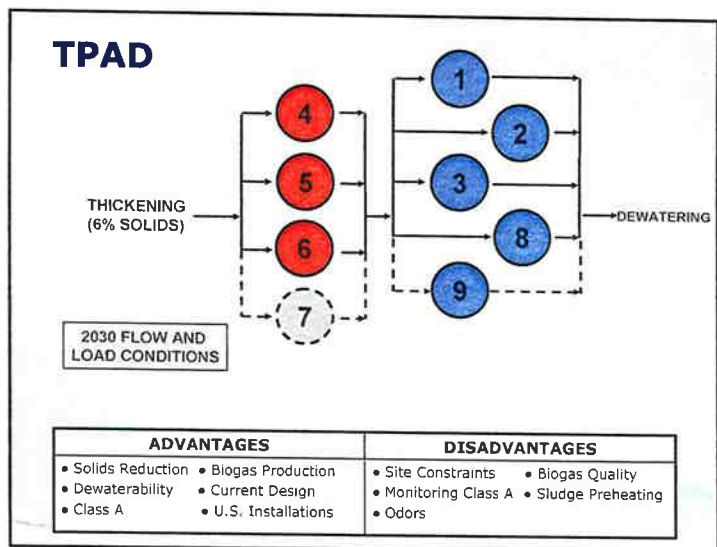 TPAD
4
5
6
7
1
2
3
8
9
THICKENING
(6% SOLIDS)
DEWATERING
2030 FLOW AND
LOAD CONDITIONS
ADVANTAGES
• Solids Reduction • Biogas Production
• Dewaterability • Current Design
• Class A • U.S. Installations
DISADVANTAGES
• Site Constraints • Biogas Quality
• Monitoring Class A • Sludge Preheating
• Odors